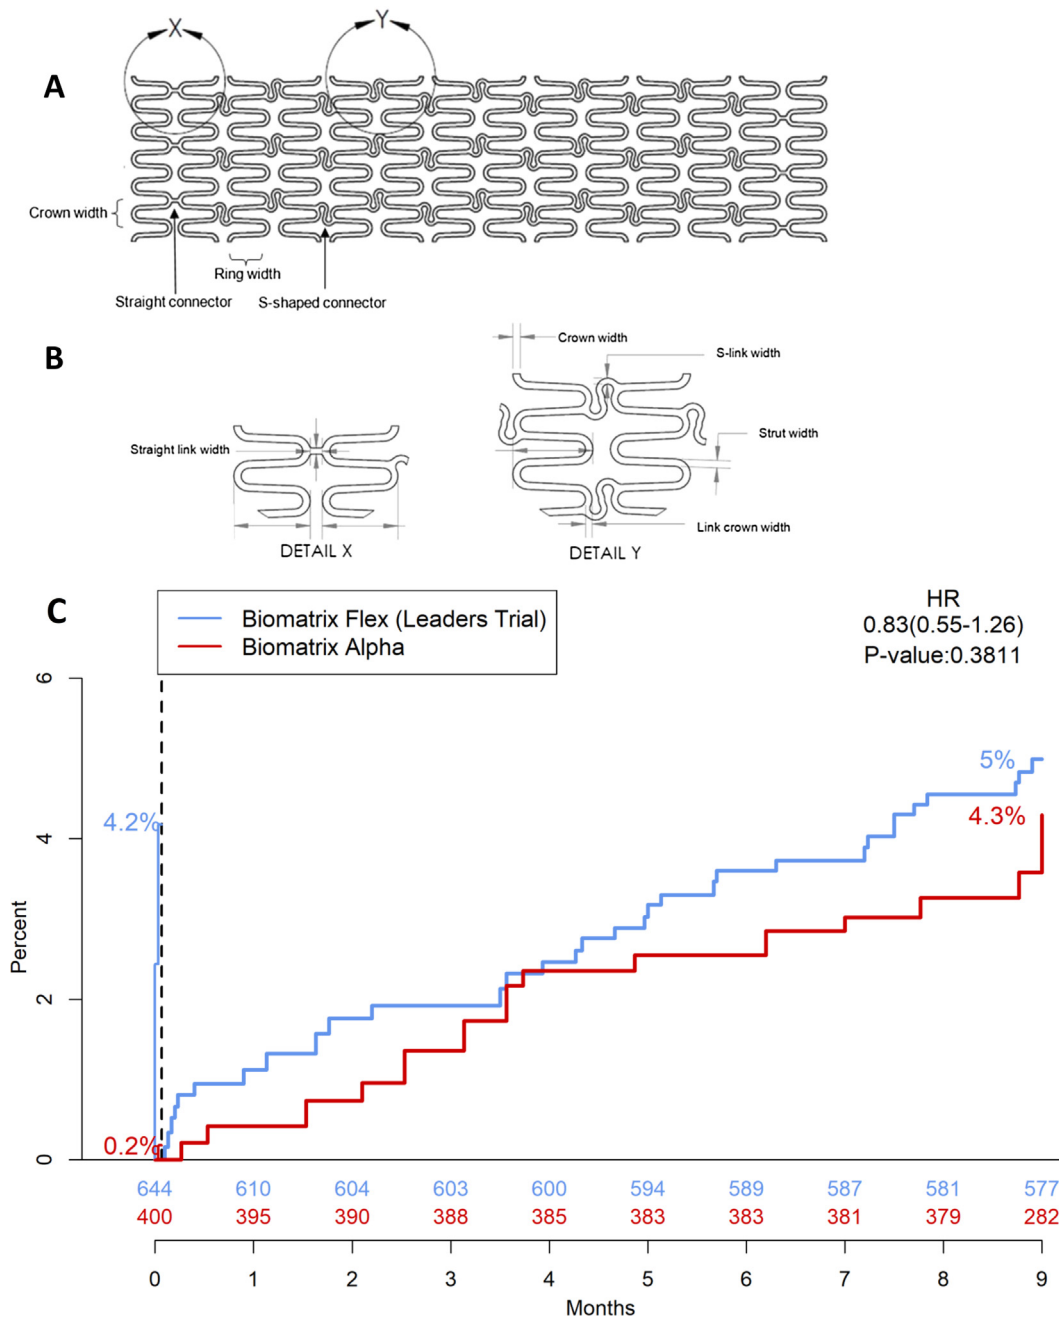 X
Y
A
Crown width
Ring width
Straight connector
S-shaped connector
B
Crown width
S-link width
Straight link width
Strut width
Link crown width
DETAIL X
DETAIL Y
C
Biomatrix Flex (Leaders Trial)
Biomatrix Alpha
HR
0.83(0.55-1.26)
P-value:0.3811
6
4
2
0
Percent
4.2%
0.2%
5%
4.3%
644 610 604 603 600 594 589 587 581 577
400 395 390 388 385 383 383 381 379 282
0 1 2 3 4 5 6 7 8 9
Months